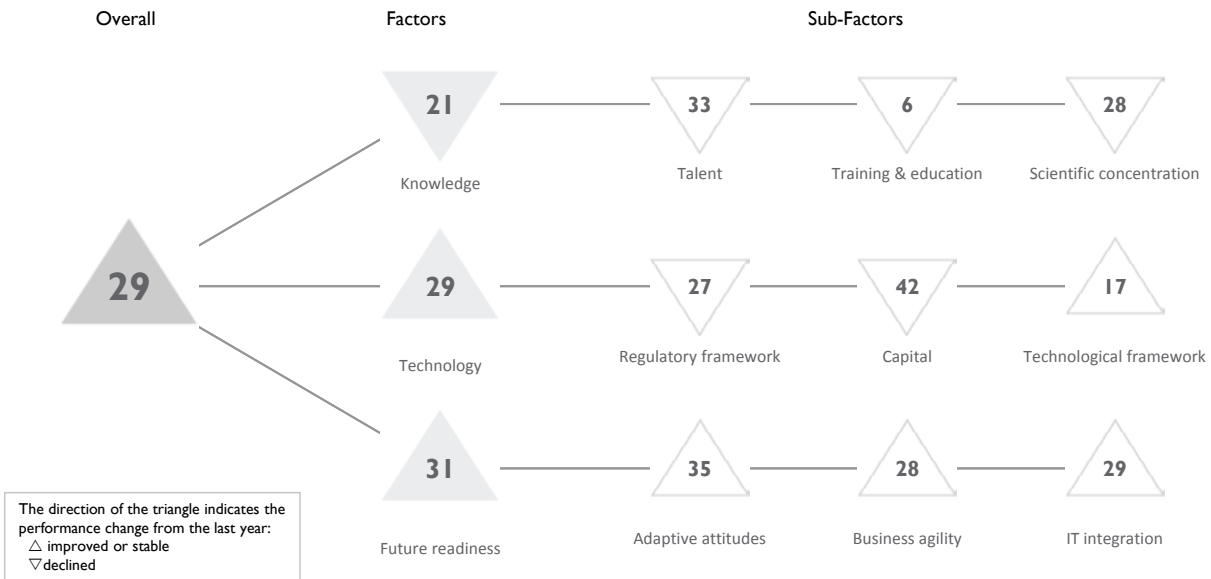 Overall Factors Sub-Factors
21 33 6 28
Knowledge Talent Training & education Scientific concentration
29
29 27 42 17
Technology Regulatory framework Capital Technological framework
31 35 28 29
Future readiness Adaptive attitudes Business agility IT integration
The direction of the triangle indicates the
performance change from the last year:
△ improved or stable
▽ declined